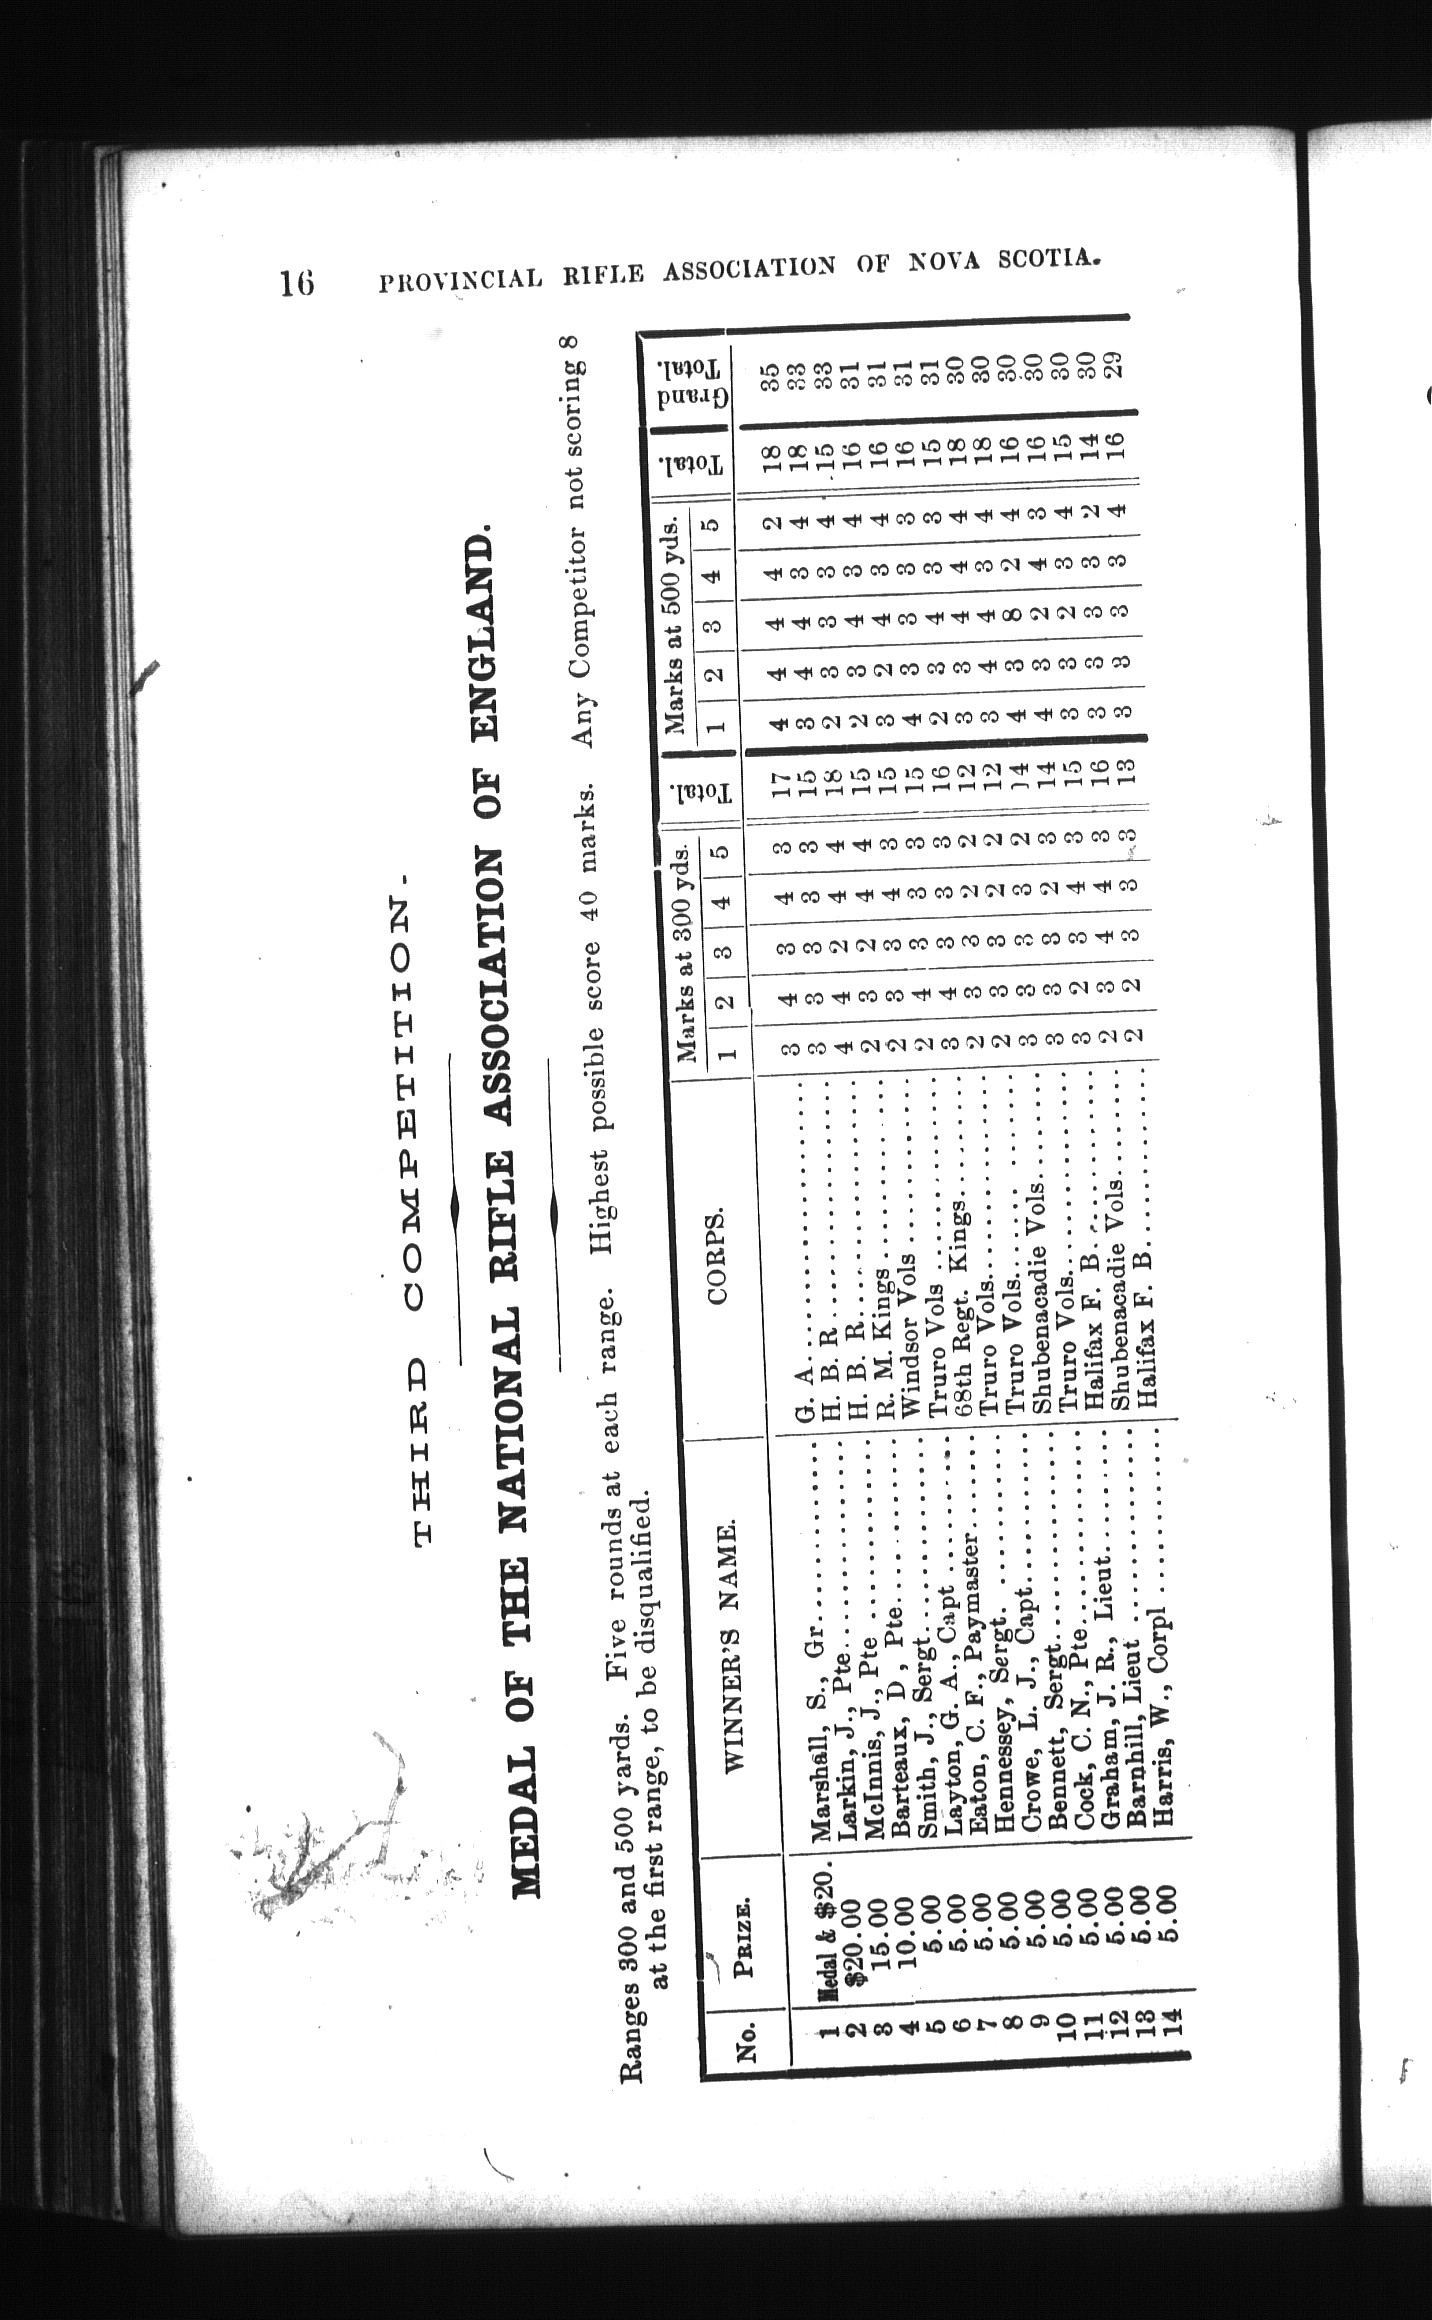 16 PROVINCIAL RIFLE ASSOCIATION OF NOVA SCOTIA.
THIRD COMPETITION.
MEDAL OF THE NATIONAL RIFLE ASSOCIATION OF ENGLAND.
Ranges 300 and 500 yards. Five rounds at each range. Highest possible score 40 marks. Any Competitor not scoring 8
at the first range, to be disqualified.
No. PRIZE. WINNER'S NAME. CORPS. Marks at 300 yds. Total. Marks at 500 yds. Total. Grand Total.
1 2 3 4 5 1 2 3 4 5
1 Medal & $20. Marshall, S., Gr. G. A. 3 4 3 4 3 17 4 4 4 4 2 18 35
2 $20.00 Larkin, J., Pte. H. B. R. 3 3 3 3 3 15 3 4 4 3 4 18 33
3 15.00 McInnis, J., Pte H. B. R. 4 4 2 4 4 18 2 3 3 3 4 15 33
4 10.00 Barteaux, D, Pte. R. M. Kings 2 3 2 4 4 15 2 3 4 3 4 16 31
5 5.00 Smith, J., Sergt. Windsor Vols 2 3 3 4 3 15 3 2 4 3 4 16 31
6 5.00 Layton, G. A., Capt Truro Vols 2 4 3 3 3 15 4 3 3 3 3 16 31
7 5.00 Eaton, C. F., Paymaster. 68th Regt. Kings. 3 4 3 3 3 16 2 3 4 3 3 15 31
8 5.00 Hennessey, Sergt. Truro Vols. 2 3 3 2 2 12 3 3 4 4 4 18 30
9 5.00 Crowe, L. J., Capt. Truro Vols. 2 3 3 2 2 12 3 4 4 3 4 18 30
10 5.00 Bennett, Sergt. Shubenacadie Vols. 3 3 3 3 2 14 4 3 8 2 4 16 30
11 5.00 Cock, C. N., Pte. Truro Vols. 3 3 3 2 3 14 4 3 2 4 3 16 30
12 5.00 Graham, J. R., Lieut. Halifax F. B. 3 2 3 4 3 15 3 3 2 3 4 15 30
13 5.00 Barnhill, Lieut Shubenacadie Vols. 2 3 4 4 3 16 3 3 3 3 2 14 30
14 5.00 Harris, W., Corpl Halifax F. B. 2 2 3 3 3 13 3 3 3 3 4 16 29